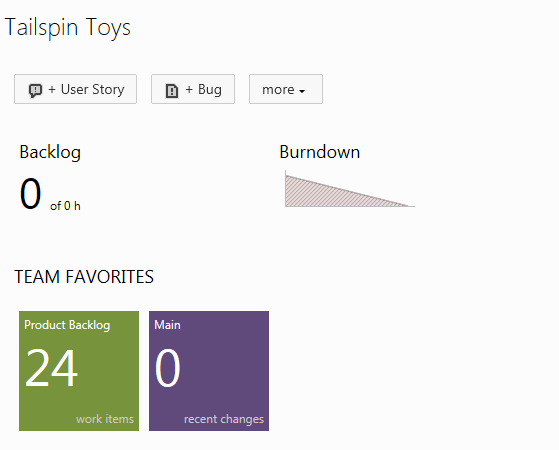 Tailspin Toys
+ User Story
+ Bug
more
Backlog
Burndown
0 of 0 h
TEAM FAVORITES
Product Backlog
24
work items
Main
0
recent changes